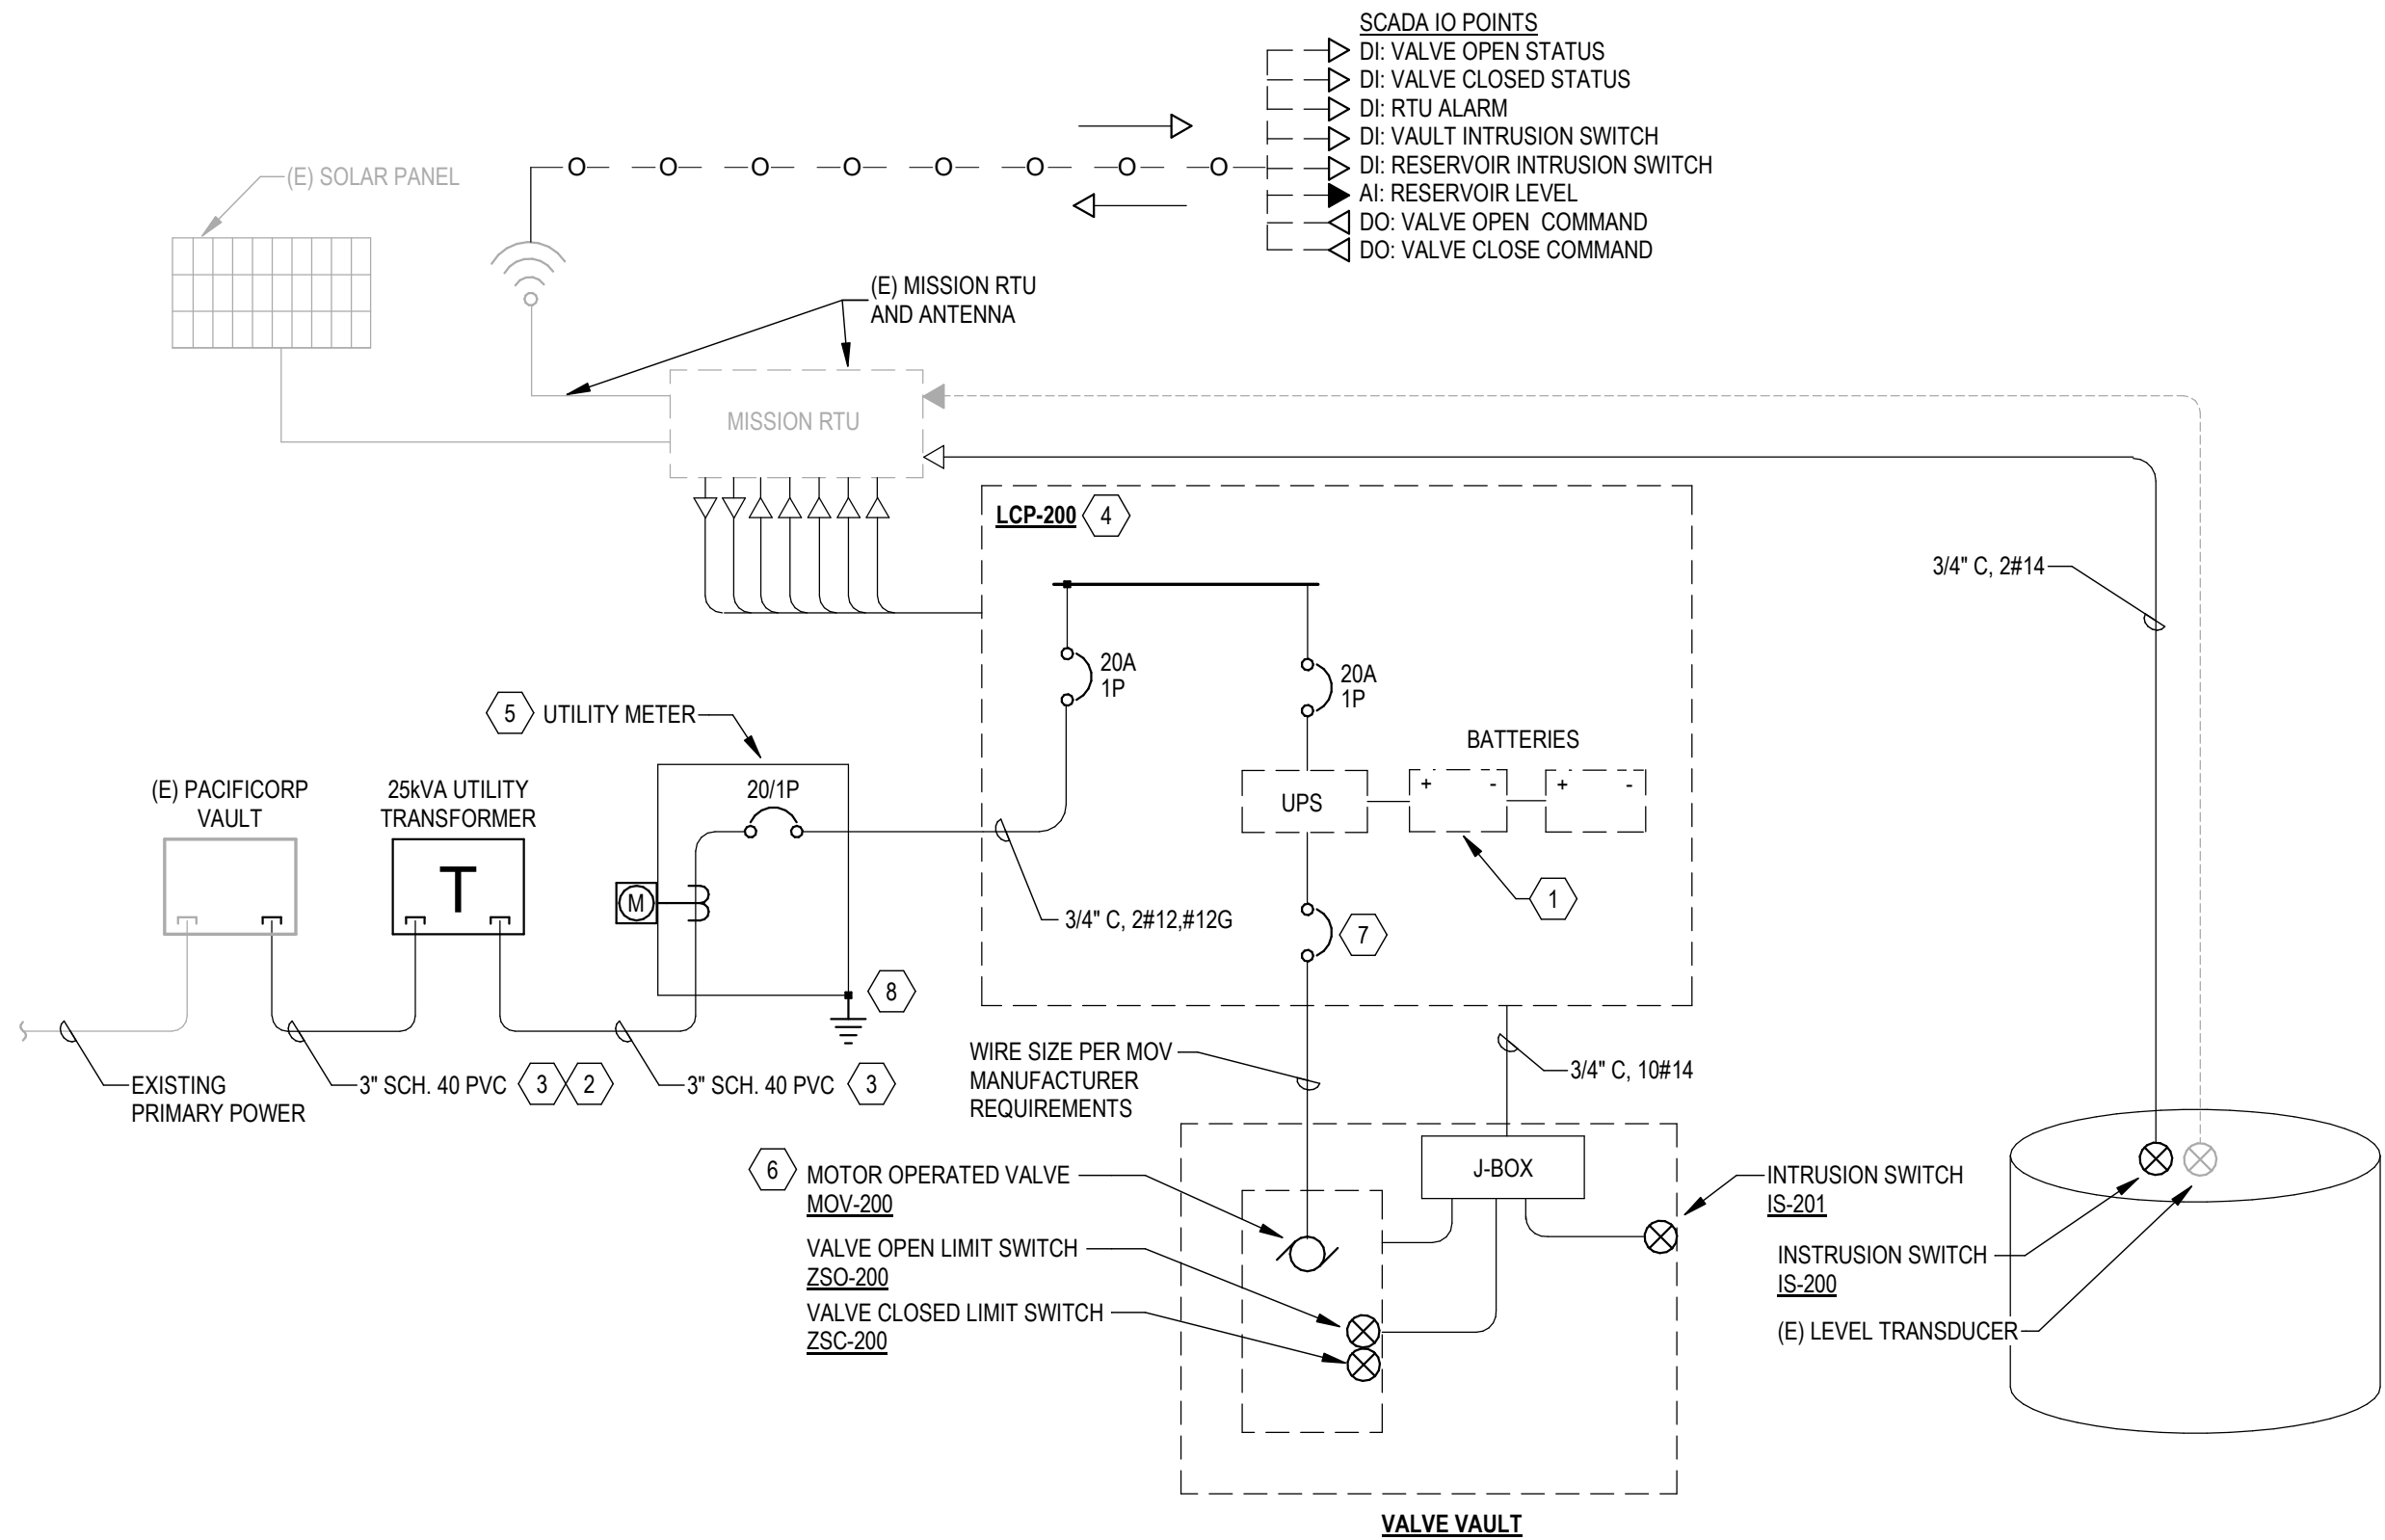 SCADA IO POINTS
DI: VALVE OPEN STATUS
DI: VALVE CLOSED STATUS
DI: RTU ALARM
DI: VAULT INTRUSION SWITCH
DI: RESERVOIR INTRUSION SWITCH
AI: RESERVOIR LEVEL
DO: VALVE OPEN COMMAND
DO: VALVE CLOSE COMMAND
(E) SOLAR PANEL
(E) MISSION RTU
AND ANTENNA
MISSION RTU
LCP-200
4
3/4" C, 2#14
20A
1P
20A
1P
5
UTILITY METER
BATTERIES
(E) PACIFICORP
VAULT
25kVA UTILITY
TRANSFORMER
20/1P
UPS
+ -
+ -
T
M
1
3/4" C, 2#12,#12G
7
8
EXISTING
PRIMARY POWER
3" SCH. 40 PVC
3
2
3" SCH. 40 PVC
3
WIRE SIZE PER MOV
MANUFACTURER
REQUIREMENTS
3/4" C, 10#14
6
MOTOR OPERATED VALVE
MOV-200
J-BOX
INTRUSION SWITCH
IS-201
VALVE OPEN LIMIT SWITCH
ZSO-200
INSTRUSION SWITCH
IS-200
VALVE CLOSED LIMIT SWITCH
ZSC-200
(E) LEVEL TRANSDUCER
VALVE VAULT